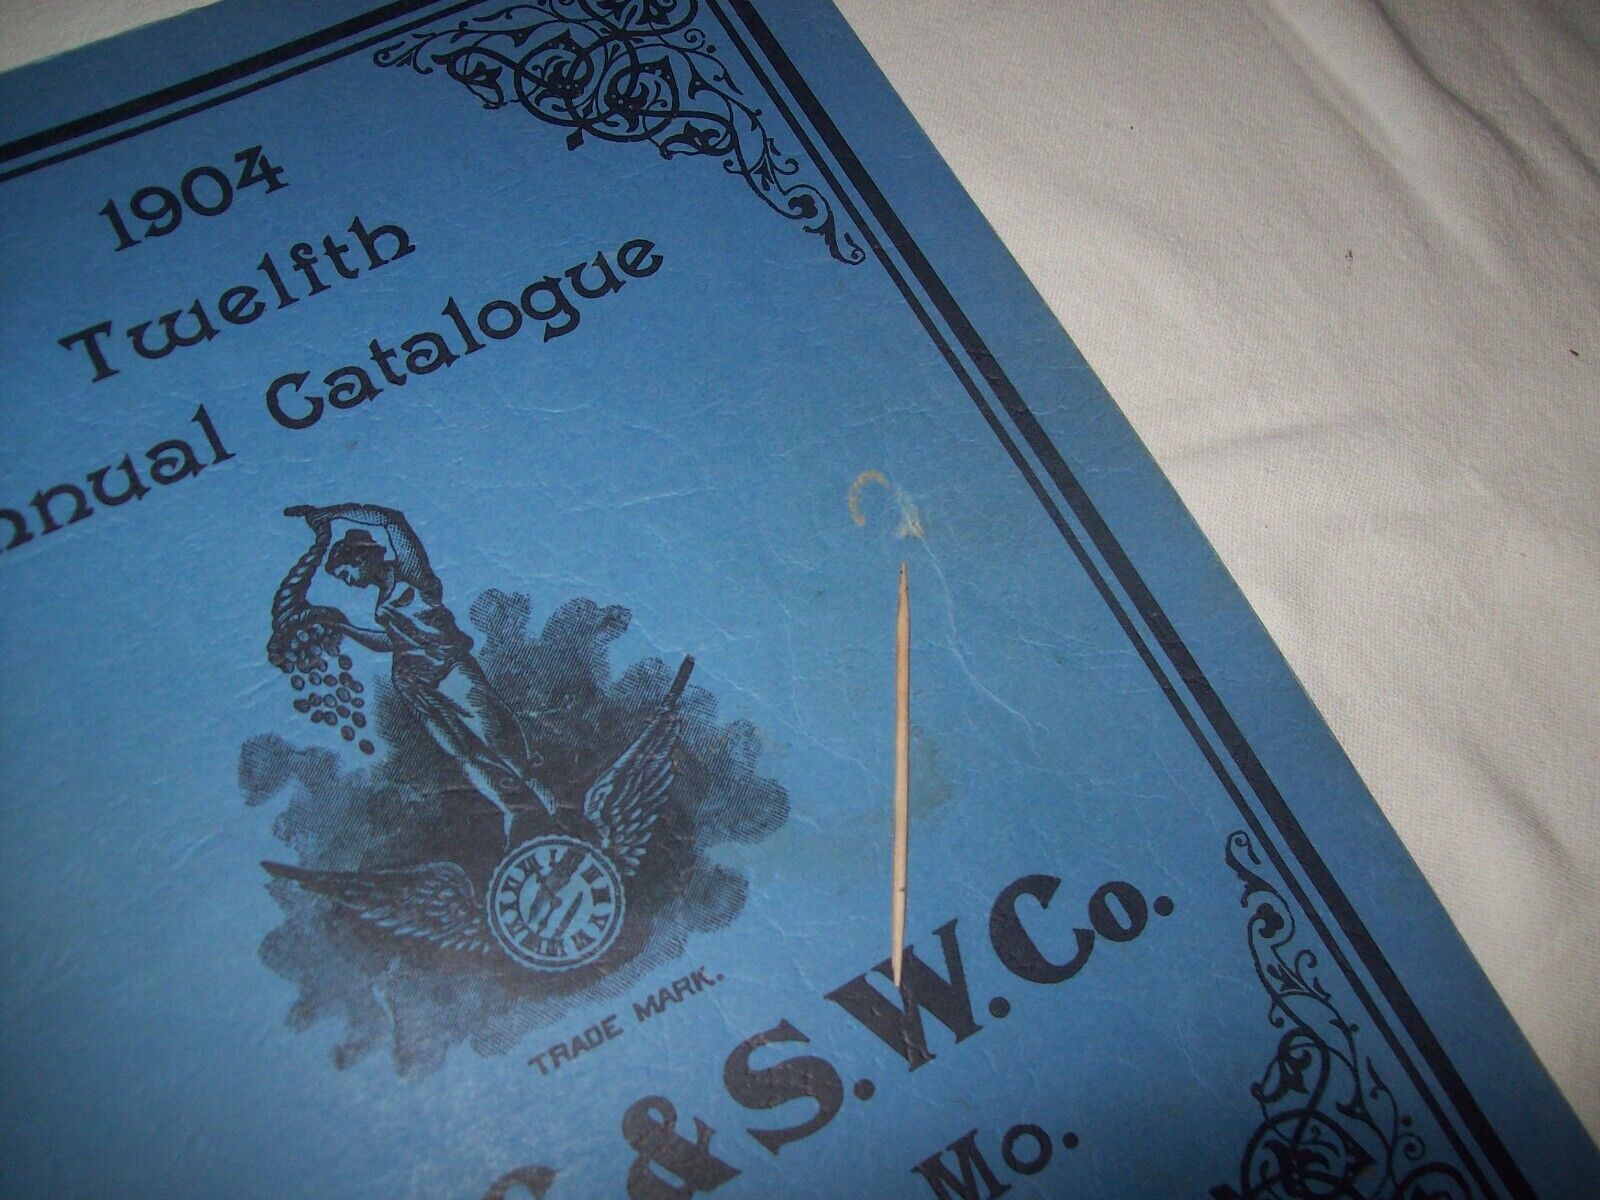 1904
Twelfth
nnual Catalogue
TRADE MARK.
& S. W. Co.
Mo.